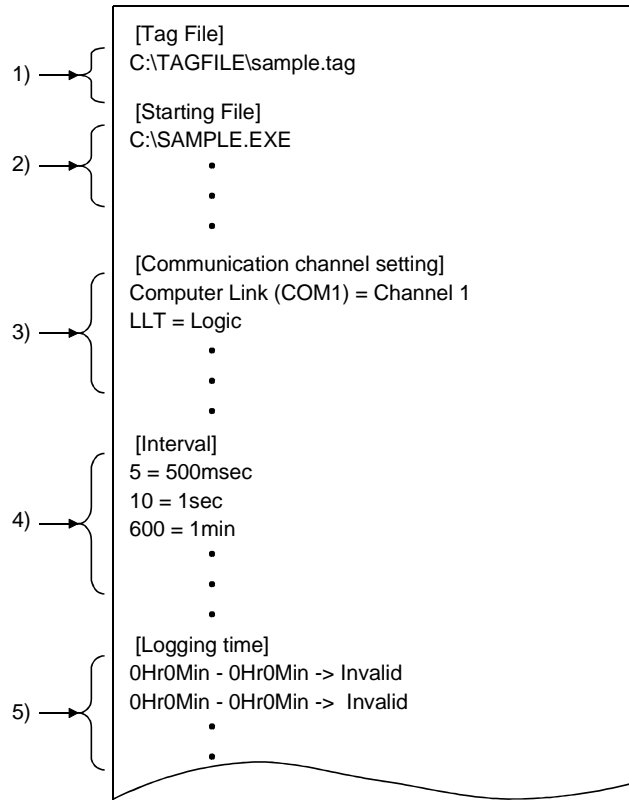 [Tag File]
1) C:\TAGFILE\sample.tag
[Starting File]
C:\SAMPLE.EXE
2)
[Communication channel setting]
Computer Link (COM1) = Channel 1
3) LLT = Logic
[Interval]
5 = 500msec
10 = 1sec
4) 600 = 1min
[Logging time]
0Hr0Min - 0Hr0Min -> Invalid
0Hr0Min - 0Hr0Min -> Invalid
5)